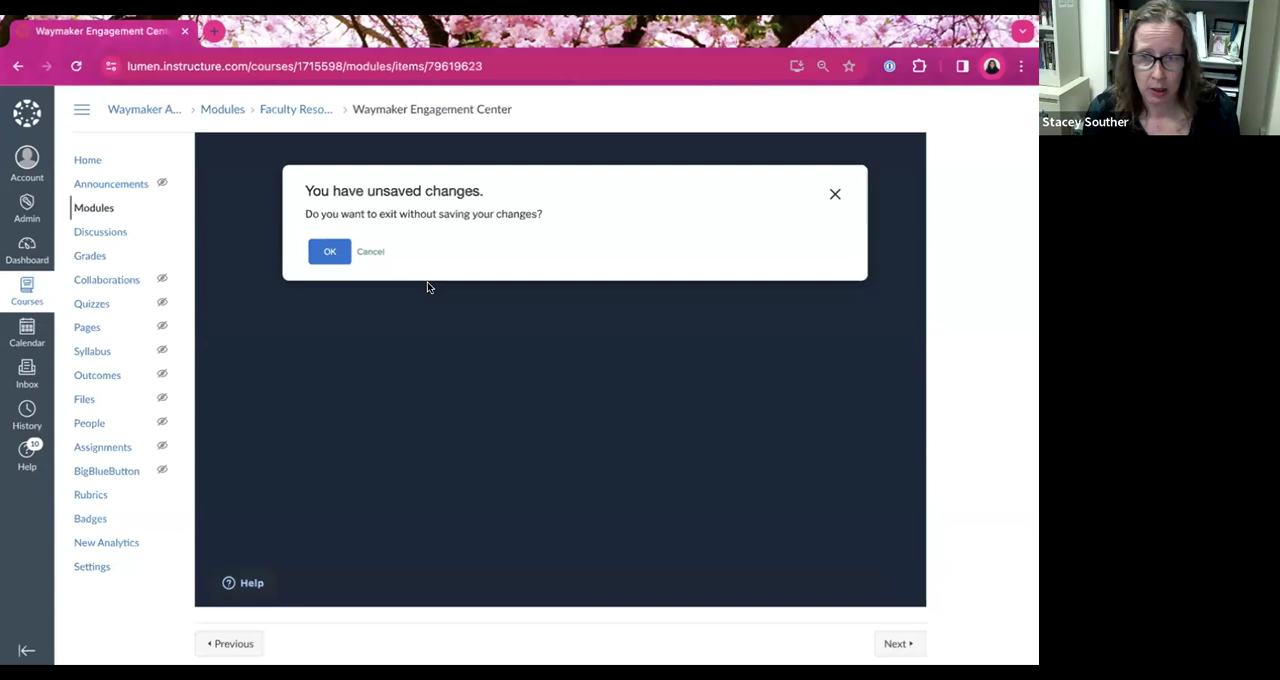 Waymaker Engagement Cent
lumen.instructure.com/courses/1715598/modules/items/79619623
Stacey Souther
Waymaker A... > Modules > Faculty Reso... > Waymaker Engagement Center
Account
Admin
Dashboard
Courses
Calendar
Inbox
History
10
Help
Home
Announcements
Modules
Discussions
Grades
Collaborations
Quizzes
Pages
Syllabus
Outcomes
Files
People
Assignments
BigBlueButton
Rubrics
Badges
New Analytics
Settings
You have unsaved changes.
Do you want to exit without saving your changes?
OK Cancel
Help
Previous
Next